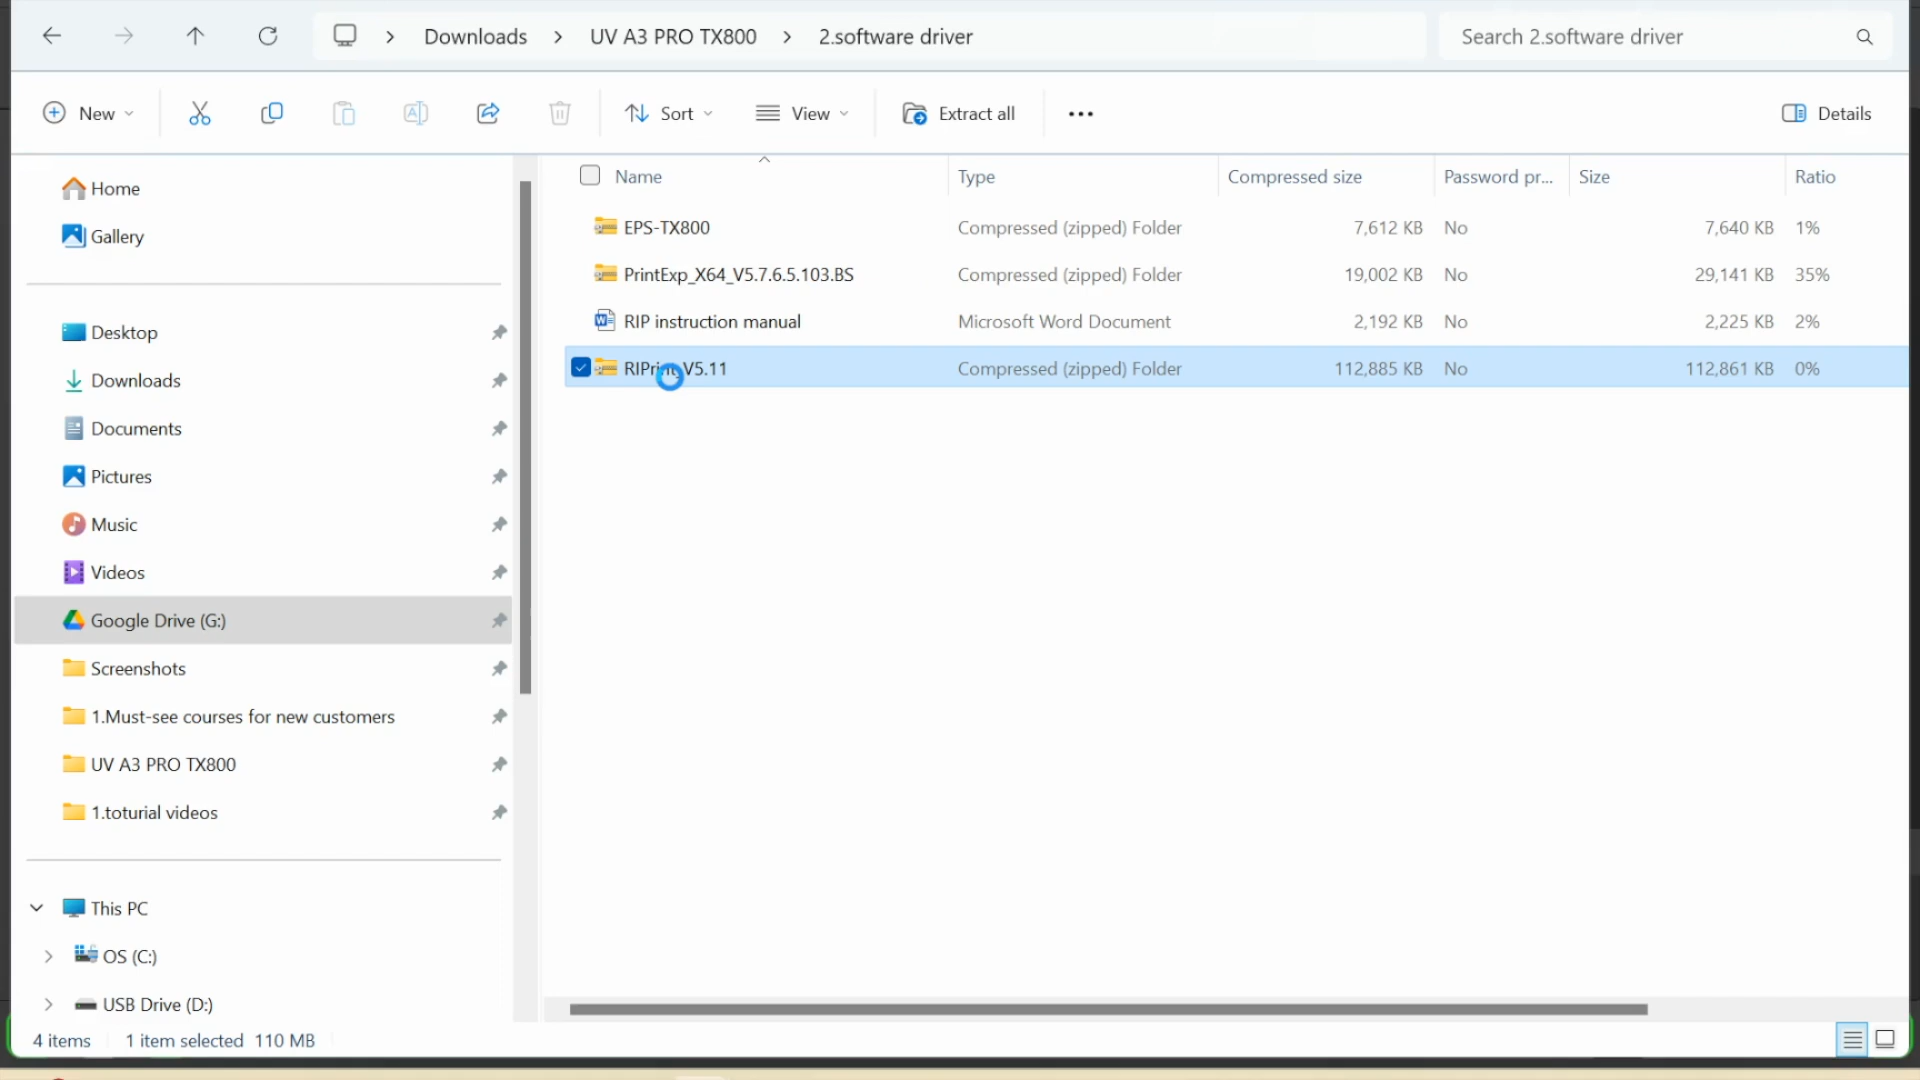 Downloads > UV A3 PRO TX800 > 2.software driver
Search 2.software driver
New
Sort
View
Extract all
Details
Name
Type
Compressed size
Password pr...
Size
Ratio
EPS-TX800
Compressed (zipped) Folder
7,612 KB
No
7,640 KB
1%
PrintExp_X64_V5.7.6.5.103.BS
Compressed (zipped) Folder
19,002 KB
No
29,141 KB
35%
RIP instruction manual
Microsoft Word Document
2,192 KB
No
2,225 KB
2%
RIPrint_V5.11
Compressed (zipped) Folder
112,885 KB
No
112,861 KB
0%
Home
Gallery
Desktop
Downloads
Documents
Pictures
Music
Videos
Google Drive (G:)
Screenshots
1.Must-see courses for new customers
UV A3 PRO TX800
1.toturial videos
This PC
OS (C:)
USB Drive (D:)
4 items
1 item selected 110 MB